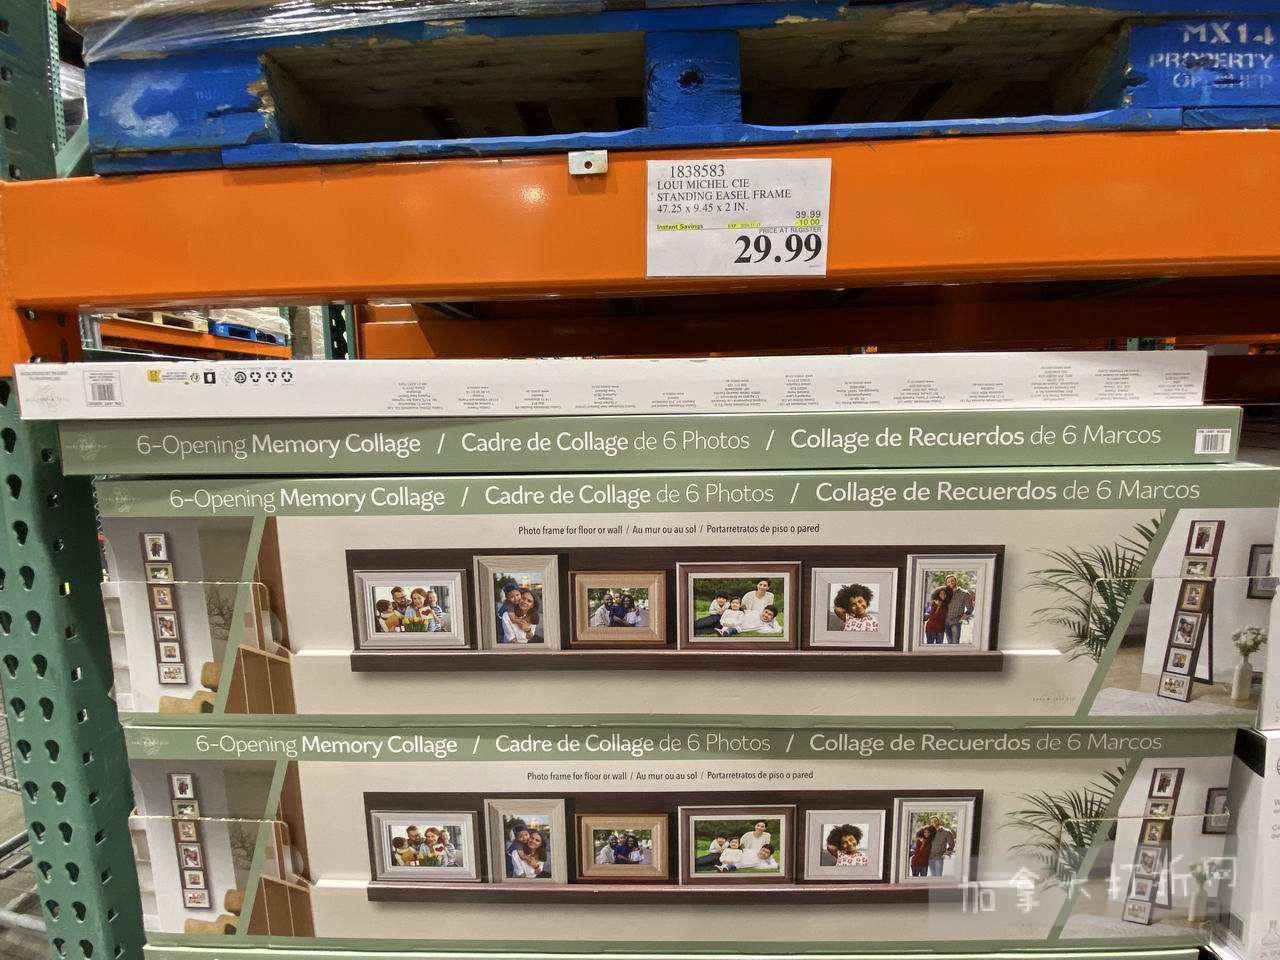 MX14
PROPERTY
C
1838583
LOUI MICHEL CIE
STANDING EASEL FRAME
47.25 x 9.45 x 2 IN.
39.99
Instant Savings
10.00
PRICE AT REGISTER
29.99
6-Opening Memory Collage / Cadre de Collage de 6 Photos / Collage de Recuerdos de 6 Marcos
6-Opening Memory Collage / Cadre de Collage de 6 Photos / Collage de Recuerdos de 6 Marcos
Photo frame for floor or wall / Au mur ou au sol / Portarretratos de piso o pared
6-Opening Memory Collage / Cadre de Collage de 6 Photos / Collage de Recuerdos de 6 Marcos
Photo frame for floor or wall / Au mur ou au sol / Portarretratos de piso o pared
加拿大打折网